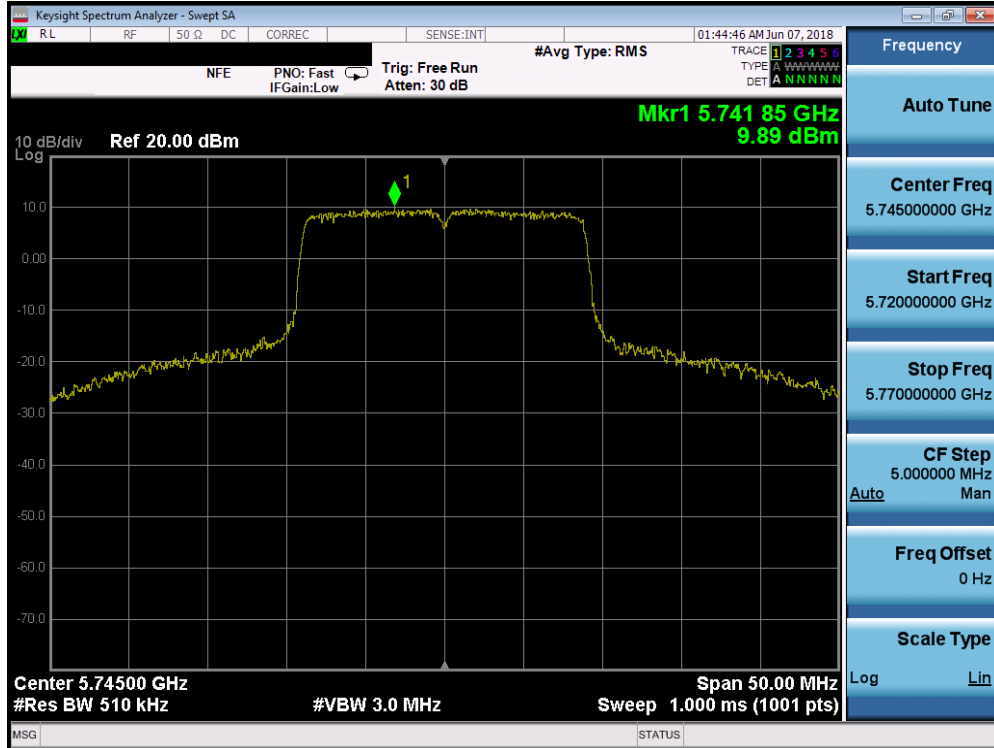 Keysight Spectrum Analyzer - Swept SA
LXI RL RF 50 Ω DC CORREC SENSE:INT 01:44:46 AM Jun 07, 2018
NFE PNO: Fast Trig: Free Run #Avg Type: RMS TRACE 1 2 3 4 5 6
IFGain:Low Atten: 30 dB TYPE A WWWWW
DET A N N N N N
Mkr1 5.741 85 GHz
9.89 dBm
10 dB/div Ref 20.00 dBm
Log
1
10.0
0.00
-10.0
-20.0
-30.0
-40.0
-50.0
-60.0
-70.0
Center 5.74500 GHz Span 50.00 MHz
#Res BW 510 kHz #VBW 3.0 MHz Sweep 1.000 ms (1001 pts)
MSG STATUS
Frequency
Auto Tune
Center Freq
5.745000000 GHz
Start Freq
5.720000000 GHz
Stop Freq
5.770000000 GHz
CF Step
5.000000 MHz
Auto Man
Freq Offset
0 Hz
Scale Type
Log Lin